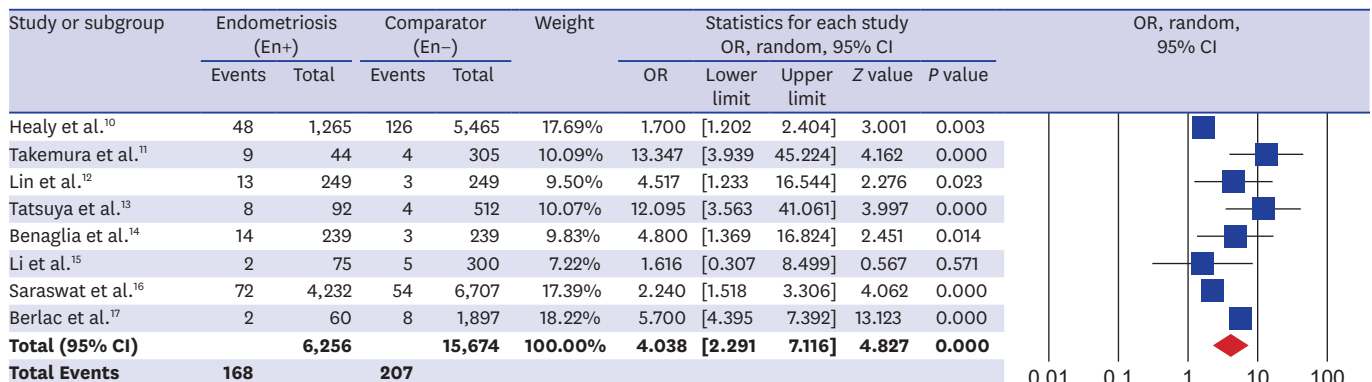 Study or subgroup Endometriosis (En+) Comparator (En−) Weight Statistics for each study OR, random, 95% CI OR, random, 95% CI
Events Total Events Total OR Lower limit Upper limit Z value P value
Healy et al.10 48 1,265 126 5,465 17.69% 1.700 [1.202 2.404] 3.001 0.003
Takemura et al.11 9 44 4 305 10.09% 13.347 [3.939 45.224] 4.162 0.000
Lin et al.12 13 249 3 249 9.50% 4.517 [1.233 16.544] 2.276 0.023
Tatsuya et al.13 8 92 4 512 10.07% 12.095 [3.563 41.061] 3.997 0.000
Benaglia et al.14 14 239 3 239 9.83% 4.800 [1.369 16.824] 2.451 0.014
Li et al.15 2 75 5 300 7.22% 1.616 [0.307 8.499] 0.567 0.571
Saraswat et al.16 72 4,232 54 6,707 17.39% 2.240 [1.518 3.306] 4.062 0.000
Berlac et al.17 2 60 8 1,897 18.22% 5.700 [4.395 7.392] 13.123 0.000
Total (95% CI) 6,256 15,674 100.00% 4.038 [2.291 7.116] 4.827 0.000
Total Events 168 207
0.01 0.1 1 10 100